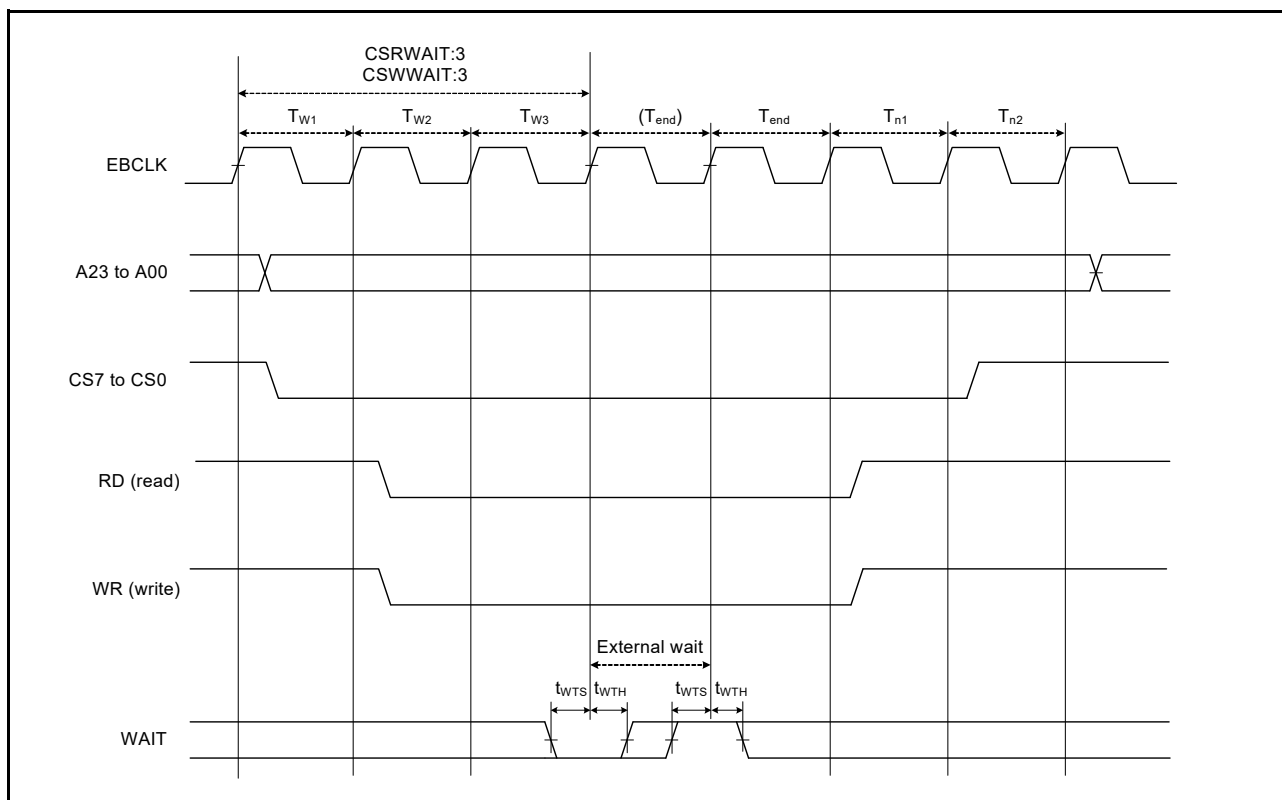 CSRWAIT:3
CSWWAIT:3
TW1 TW2 TW3 (Tend) Tend Tn1 Tn2
EBCLK
A23 to A00
CS7 to CS0
RD (read)
WR (write)
External wait
tWTS tWTH tWTS tWTH
WAIT